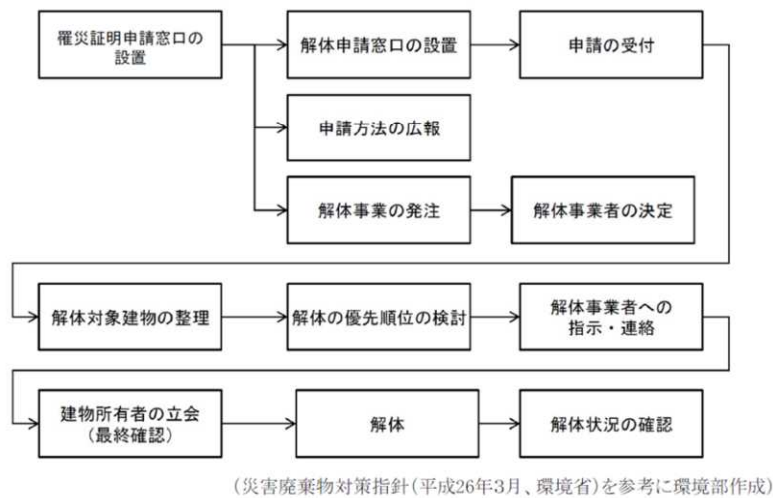 罹災証明申請窓口の
設置
解体申請窓口の設置
申請の受付
申請方法の広報
解体事業の発注
解体事業者の決定
解体対象建物の整理
解体の優先順位の検討
解体事業者への
指示・連絡
建物所有者の立会
(最終確認)
解体
解体状況の確認
(災害廃棄物対策指針(平成26年3月、環境省)を参考に環境部作成)